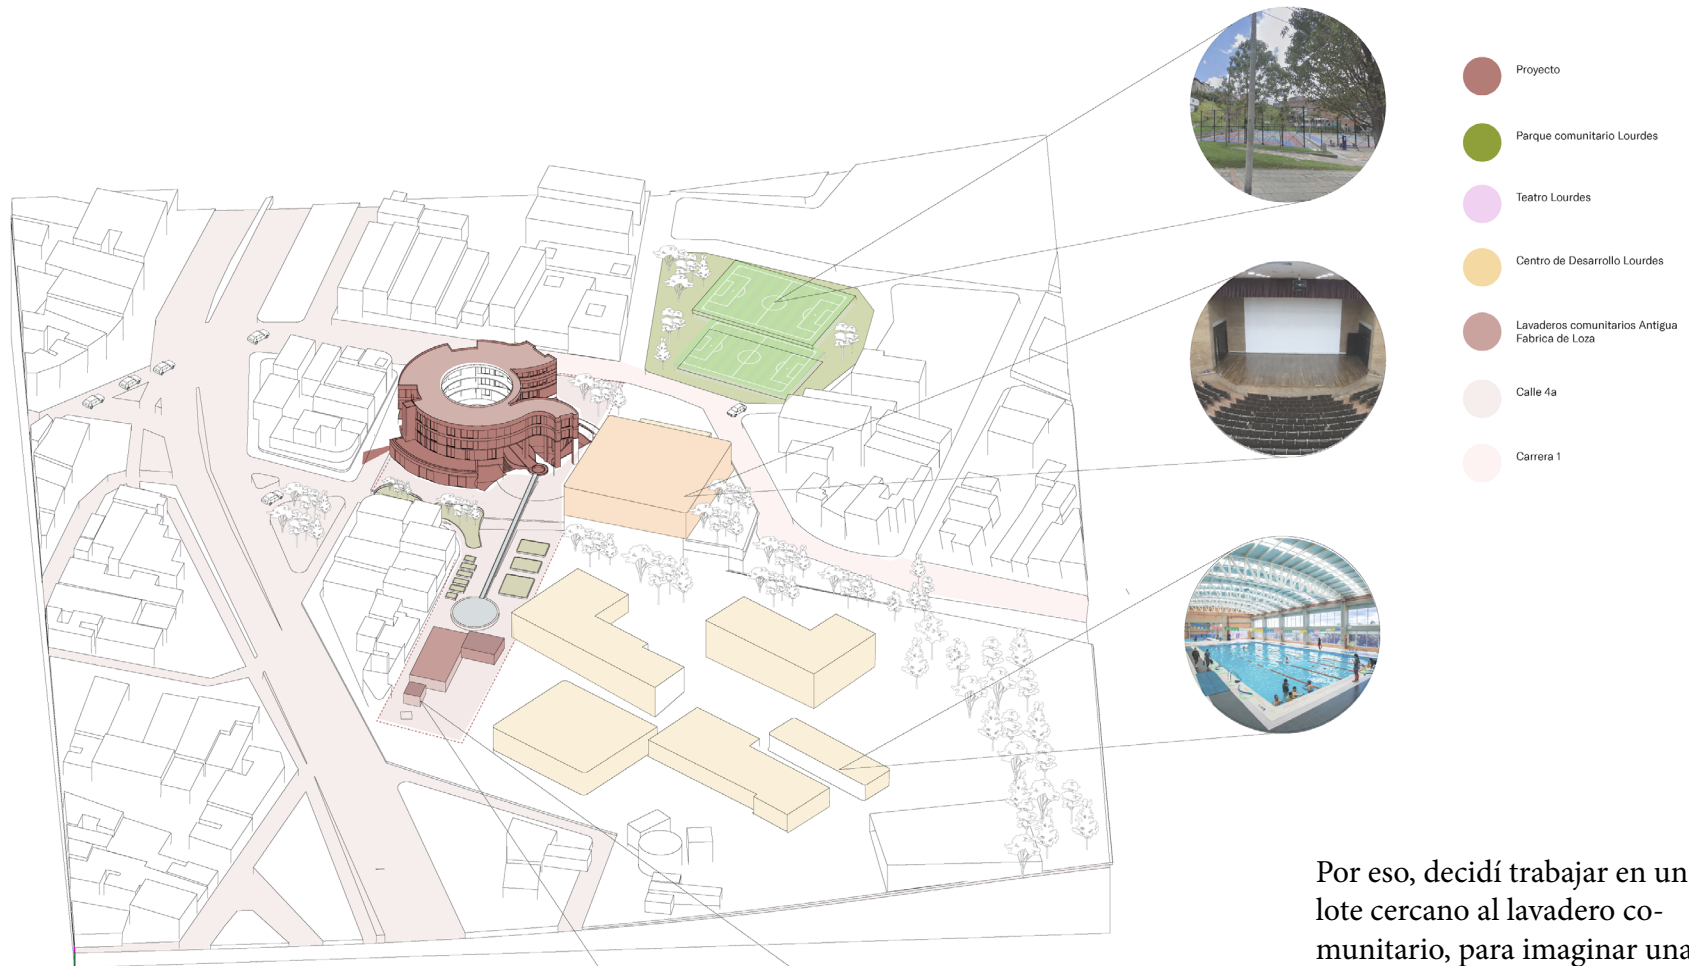 Proyecto
Parque comunitario Lourdes
Teatro Lourdes
Centro de Desarrollo Lourdes
Lavaderos comunitarios Antigua
Fabrica de Loza
Calle 4a
Carrera 1
Por eso, decidí trabajar en un
lote cercano al lavadero co-
munitario, para imaginar una